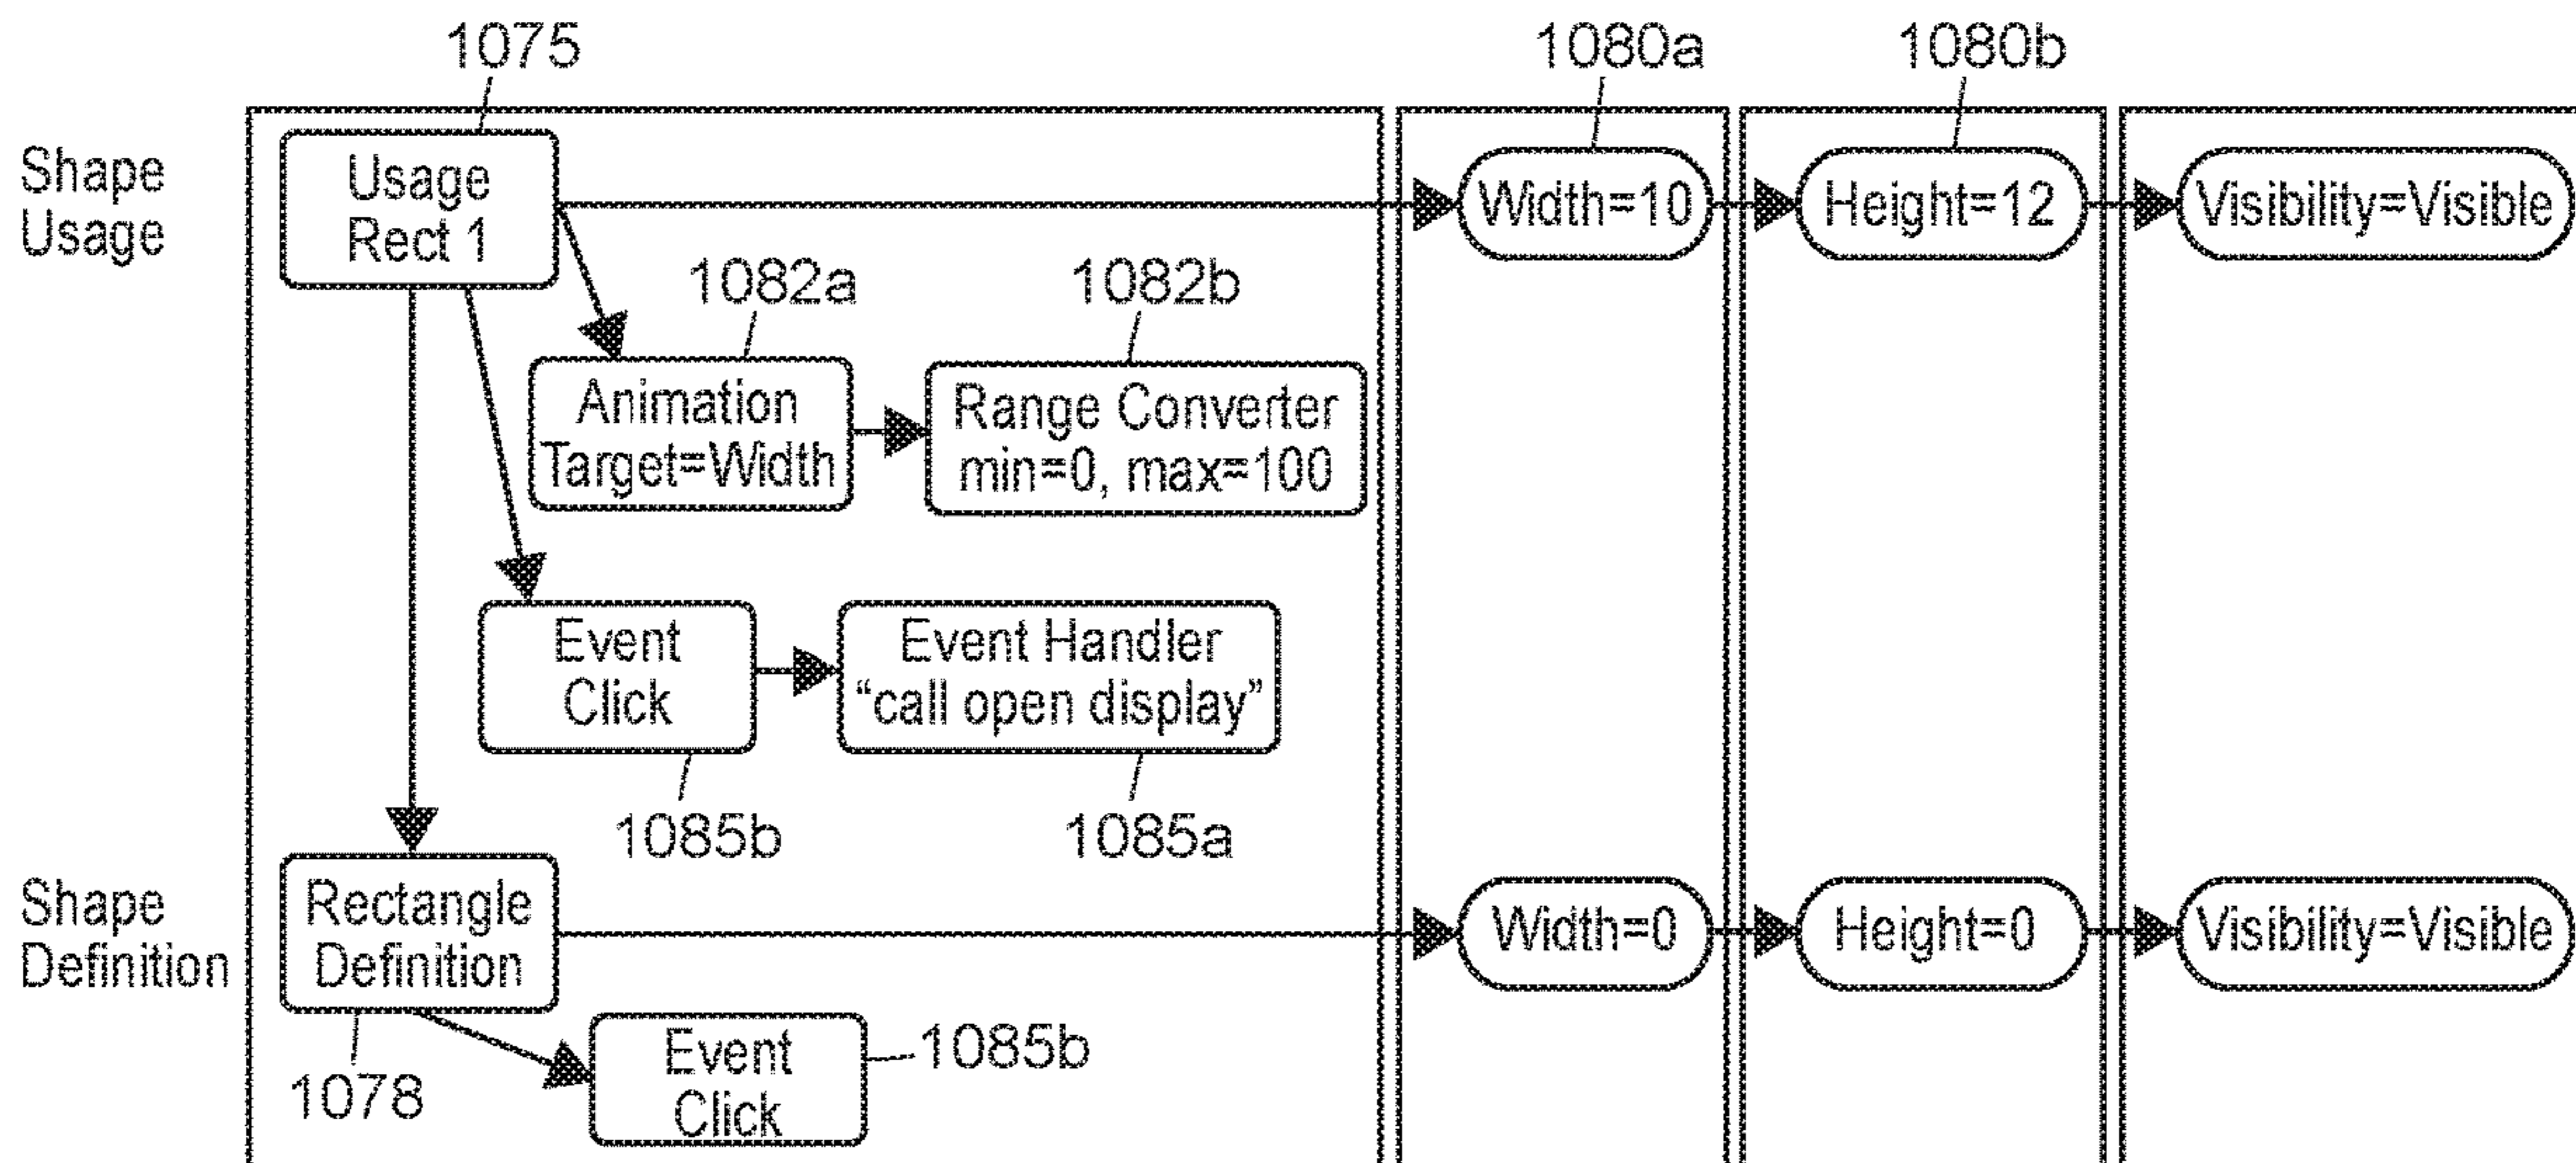 1075
1080a
1080b
Shape
Usage
Usage
Rect 1
Width=10
Height=12
Visibility=Visible
1082a
1082b
Animation
Target=Width
Range Converter
min=0, max=100
Event
Click
Event Handler
“call open display”
1085b
1085a
Shape
Definition
Rectangle
Definition
Width=0
Height=0
Visibility=Visible
1078
Event
Click
1085b